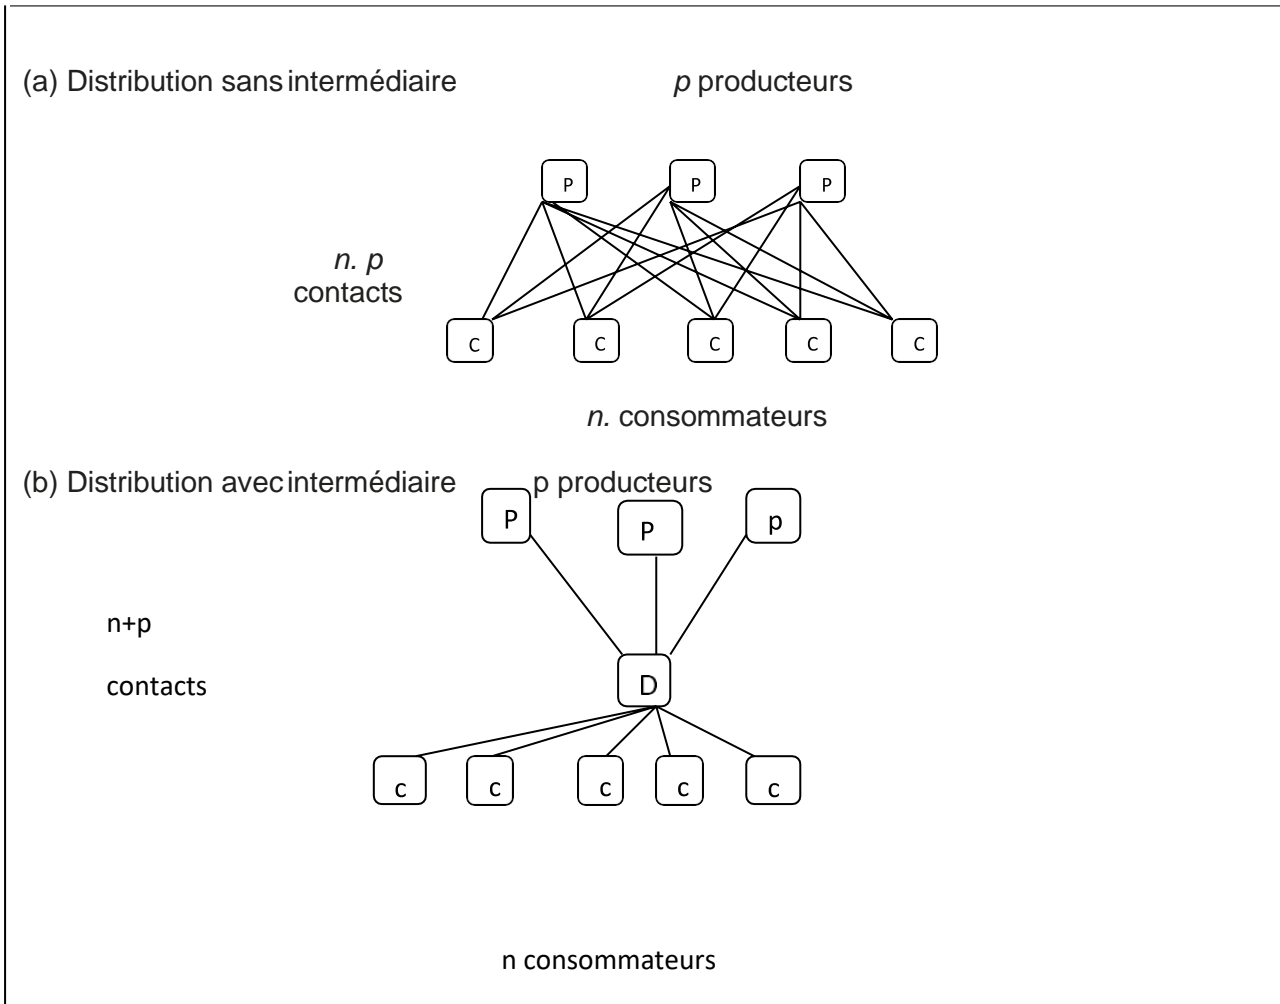 (a) Distribution sans intermédiaire p producteurs
P P P
n. p
contacts
C C C C C
n. consommateurs
(b) Distribution avec intermédiaire p producteurs
P P p
n+p
contacts
D
c c c c c
n consommateurs